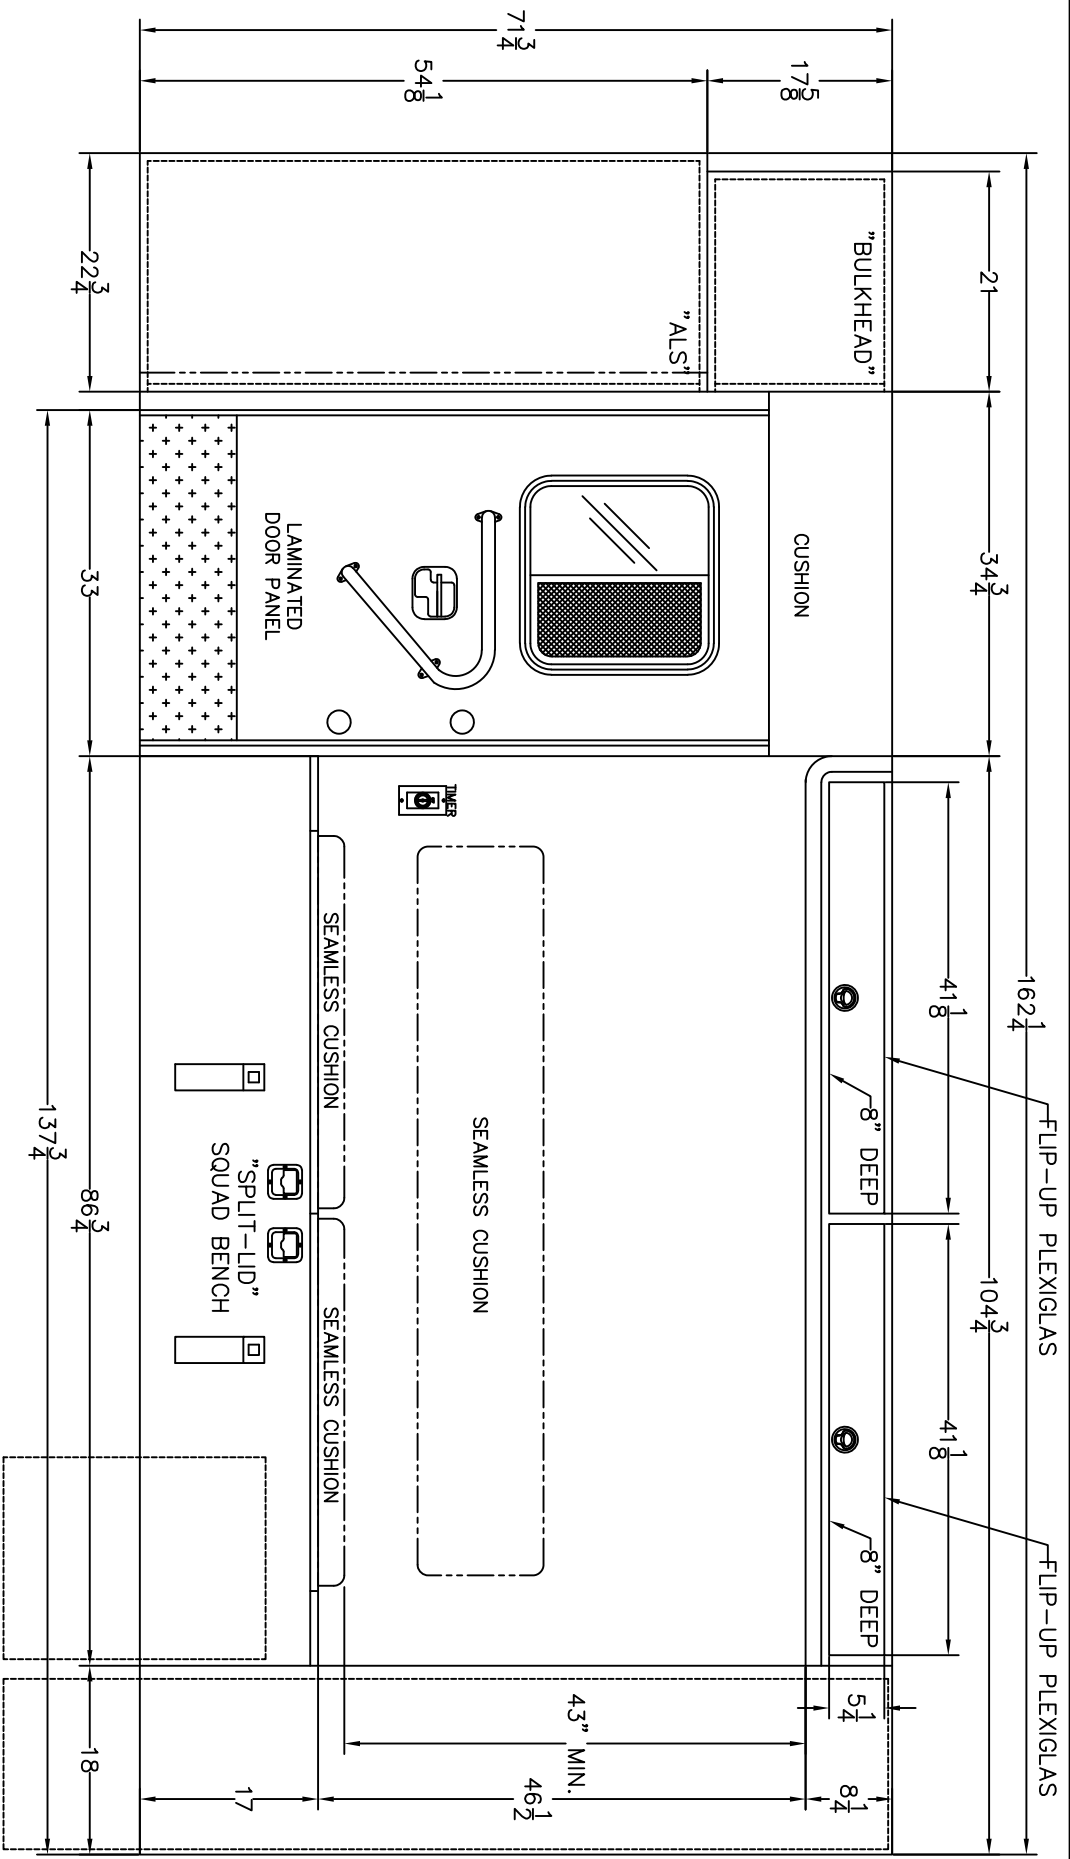 FLIP-UP PLEXIGLAS
FLIP-UP PLEXIGLAS
162 1/4
21
34 3/4
104 3/4
41 1/8
41 1/8
"BULKHEAD"
8" DEEP
8" DEEP
5 1/4
8 1/4
CUSHION
17 5/8
71 3/4
54 1/8
"ALS"
43" MIN.
46 1/2
SEAMLESS CUSHION
TIMER
SEAMLESS CUSHION
SEAMLESS CUSHION
LAMINATED
DOOR PANEL
"SPLIT-LID"
SQUAD BENCH
17
22 3/4
33
86 3/4
18
137 3/4